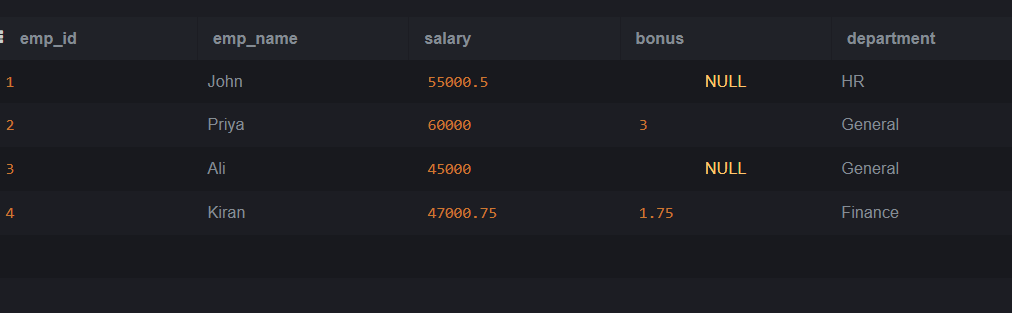 emp_id emp_name salary bonus department
1 John 55000.5 NULL HR
2 Priya 60000 3 General
3 Ali 45000 NULL General
4 Kiran 47000.75 1.75 Finance